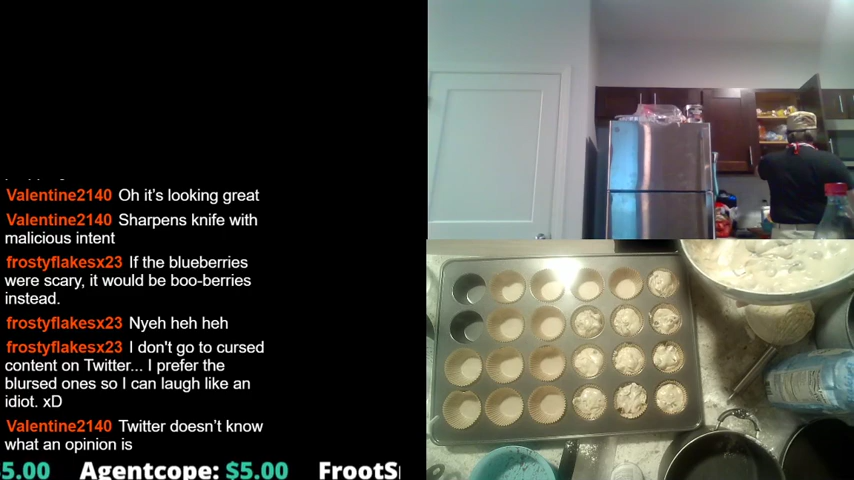 Valentine2140 Oh it's looking great
Valentine2140 Sharpens knife with
malicious intent
frostyflakesx23 If the blueberries
were scary, it would be boo-berries
instead.
frostyflakesx23 Nyeh heh heh
frostyflakesx23 I don't go to cursed
content on Twitter... I prefer the
blursed ones so I can laugh like an
idiot. xD
Valentine2140 Twitter doesn't know
what an opinion is
5.00 Agentcope: $5.00 FrootS